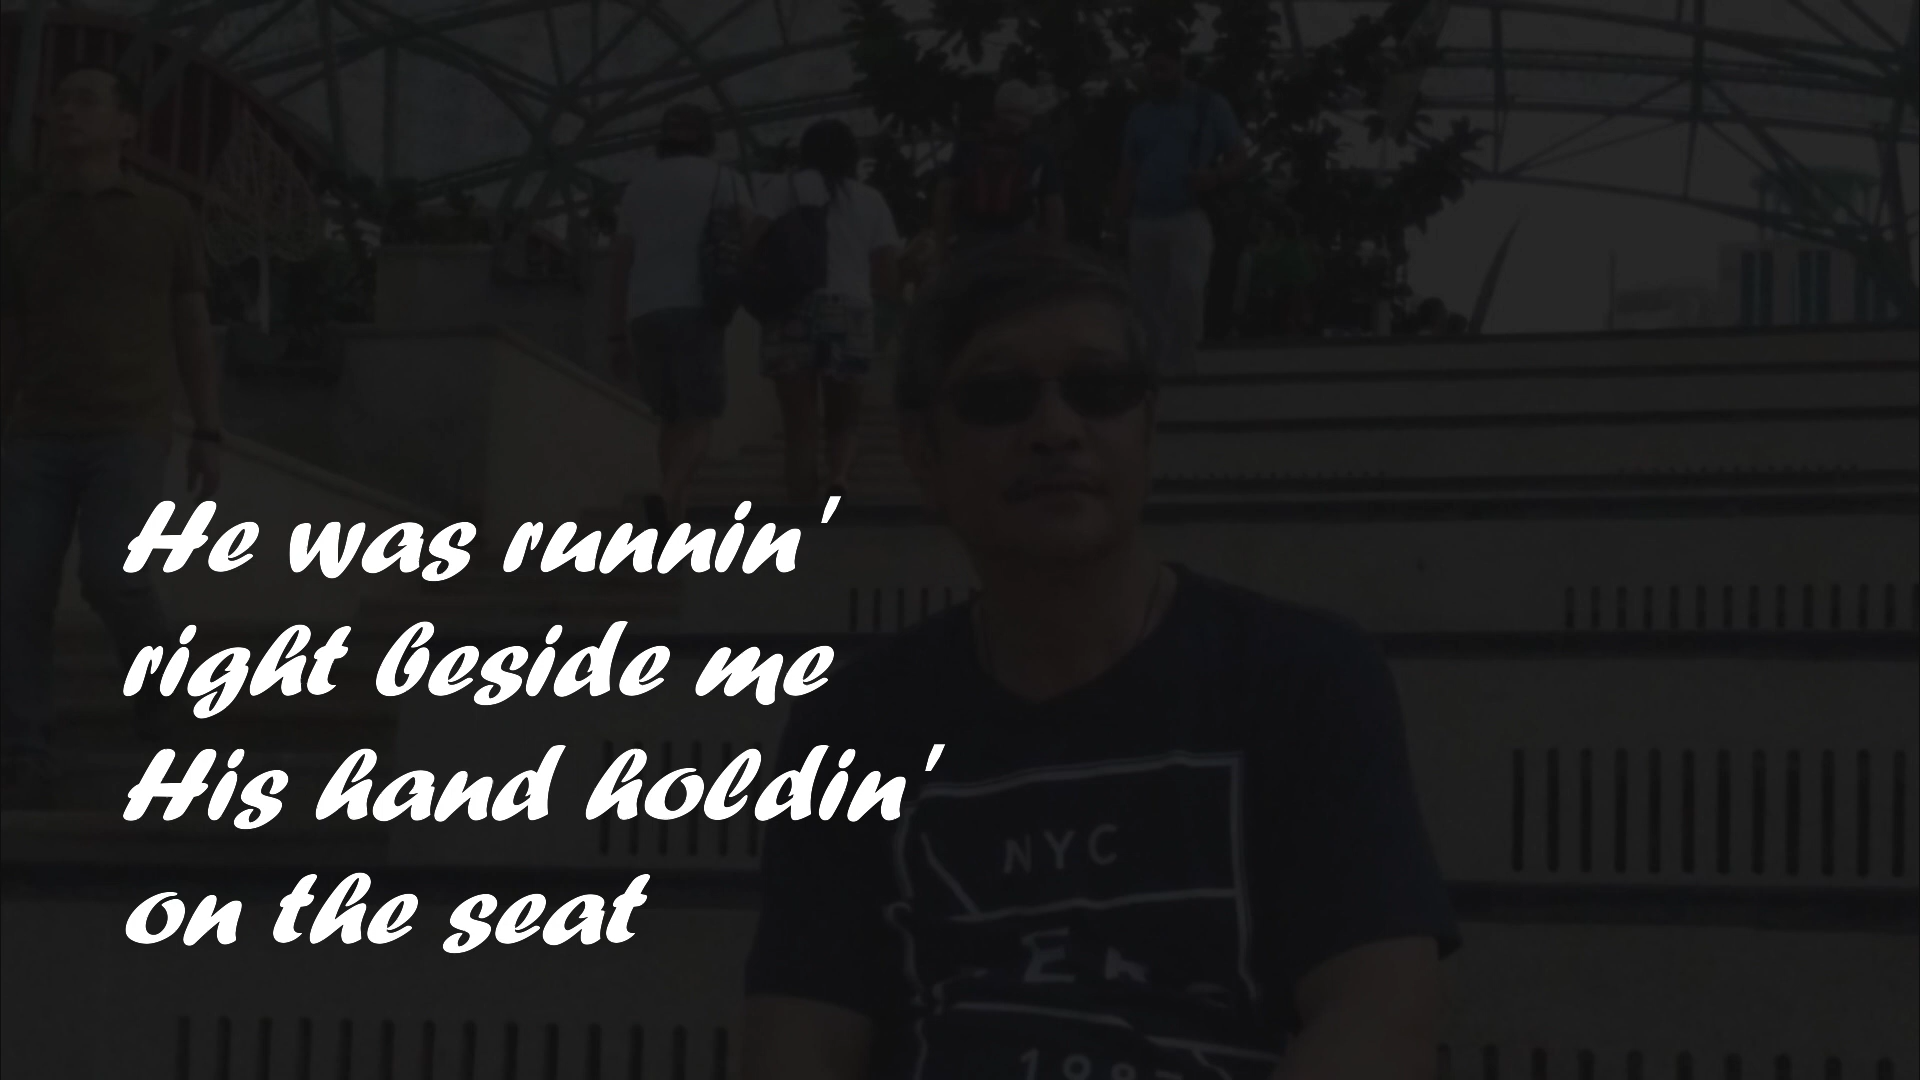 He was runnin'
right beside me
His hand holdin'
on the seat
NYC